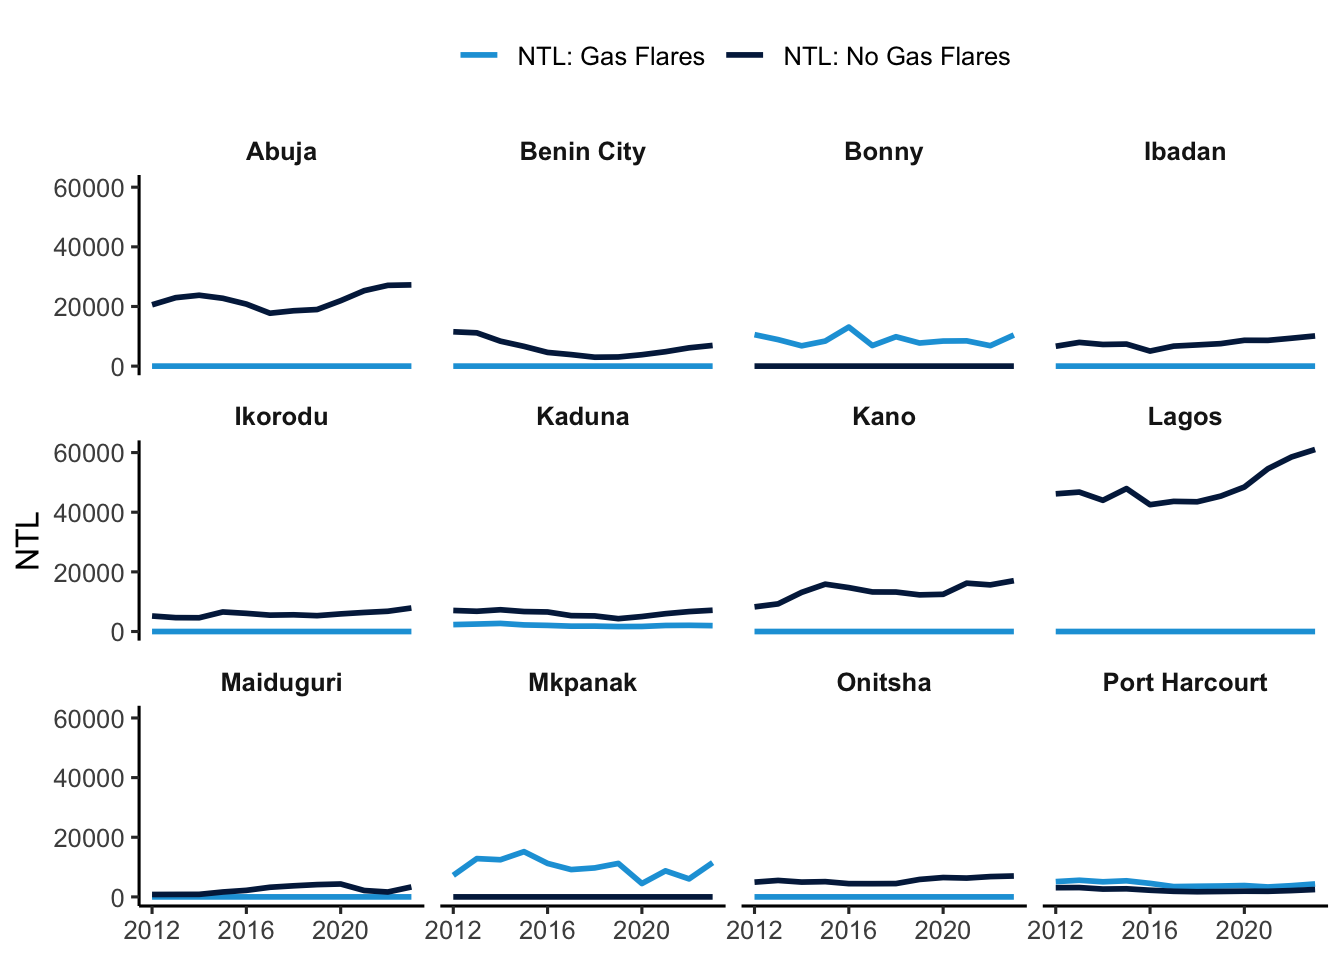 NTL: Gas Flares NTL: No Gas Flares
Abuja Benin City Bonny Ibadan
60000
40000
20000
0
Ikorodu Kaduna Kano Lagos
60000
40000
20000
0
NTL
Maiduguri Mkpanak Onitsha Port Harcourt
60000
40000
20000
0
2012 2016 2020 2012 2016 2020 2012 2016 2020 2012 2016 2020